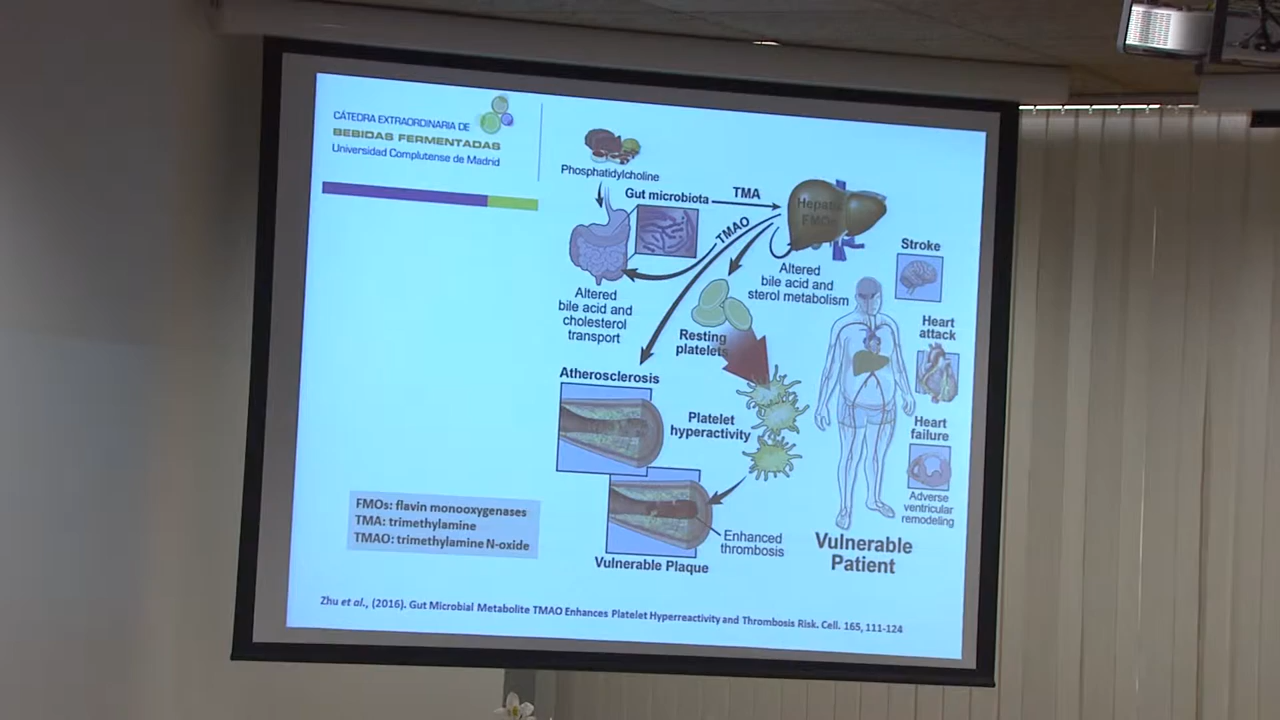 CÁTEDRA EXTRAORDINARIA DE
BEBIDAS FERMENTADAS
Universidad Complutense de Madrid
Phosphatidylcholine
Gut microbiota
TMA
Hepatic
FMOs
TMAO
Altered
bile acid and
sterol metabolism
Altered
bile acid and
cholesterol
transport
Resting
platelets
Stroke
Heart
attack
Atherosclerosis
Platelet
hyperactivity
Heart
failure
Adverse
ventricular
remodeling
FMOs: flavin monooxygenases
TMA: trimethylamine
TMAO: trimethylamine N-oxide
Enhanced
thrombosis
Vulnerable Plaque
Vulnerable
Patient
Zhu et al., (2016). Gut Microbial Metabolite TMAO Enhances Platelet Hyperreactivity and Thrombosis Risk. Cell. 165, 111-124